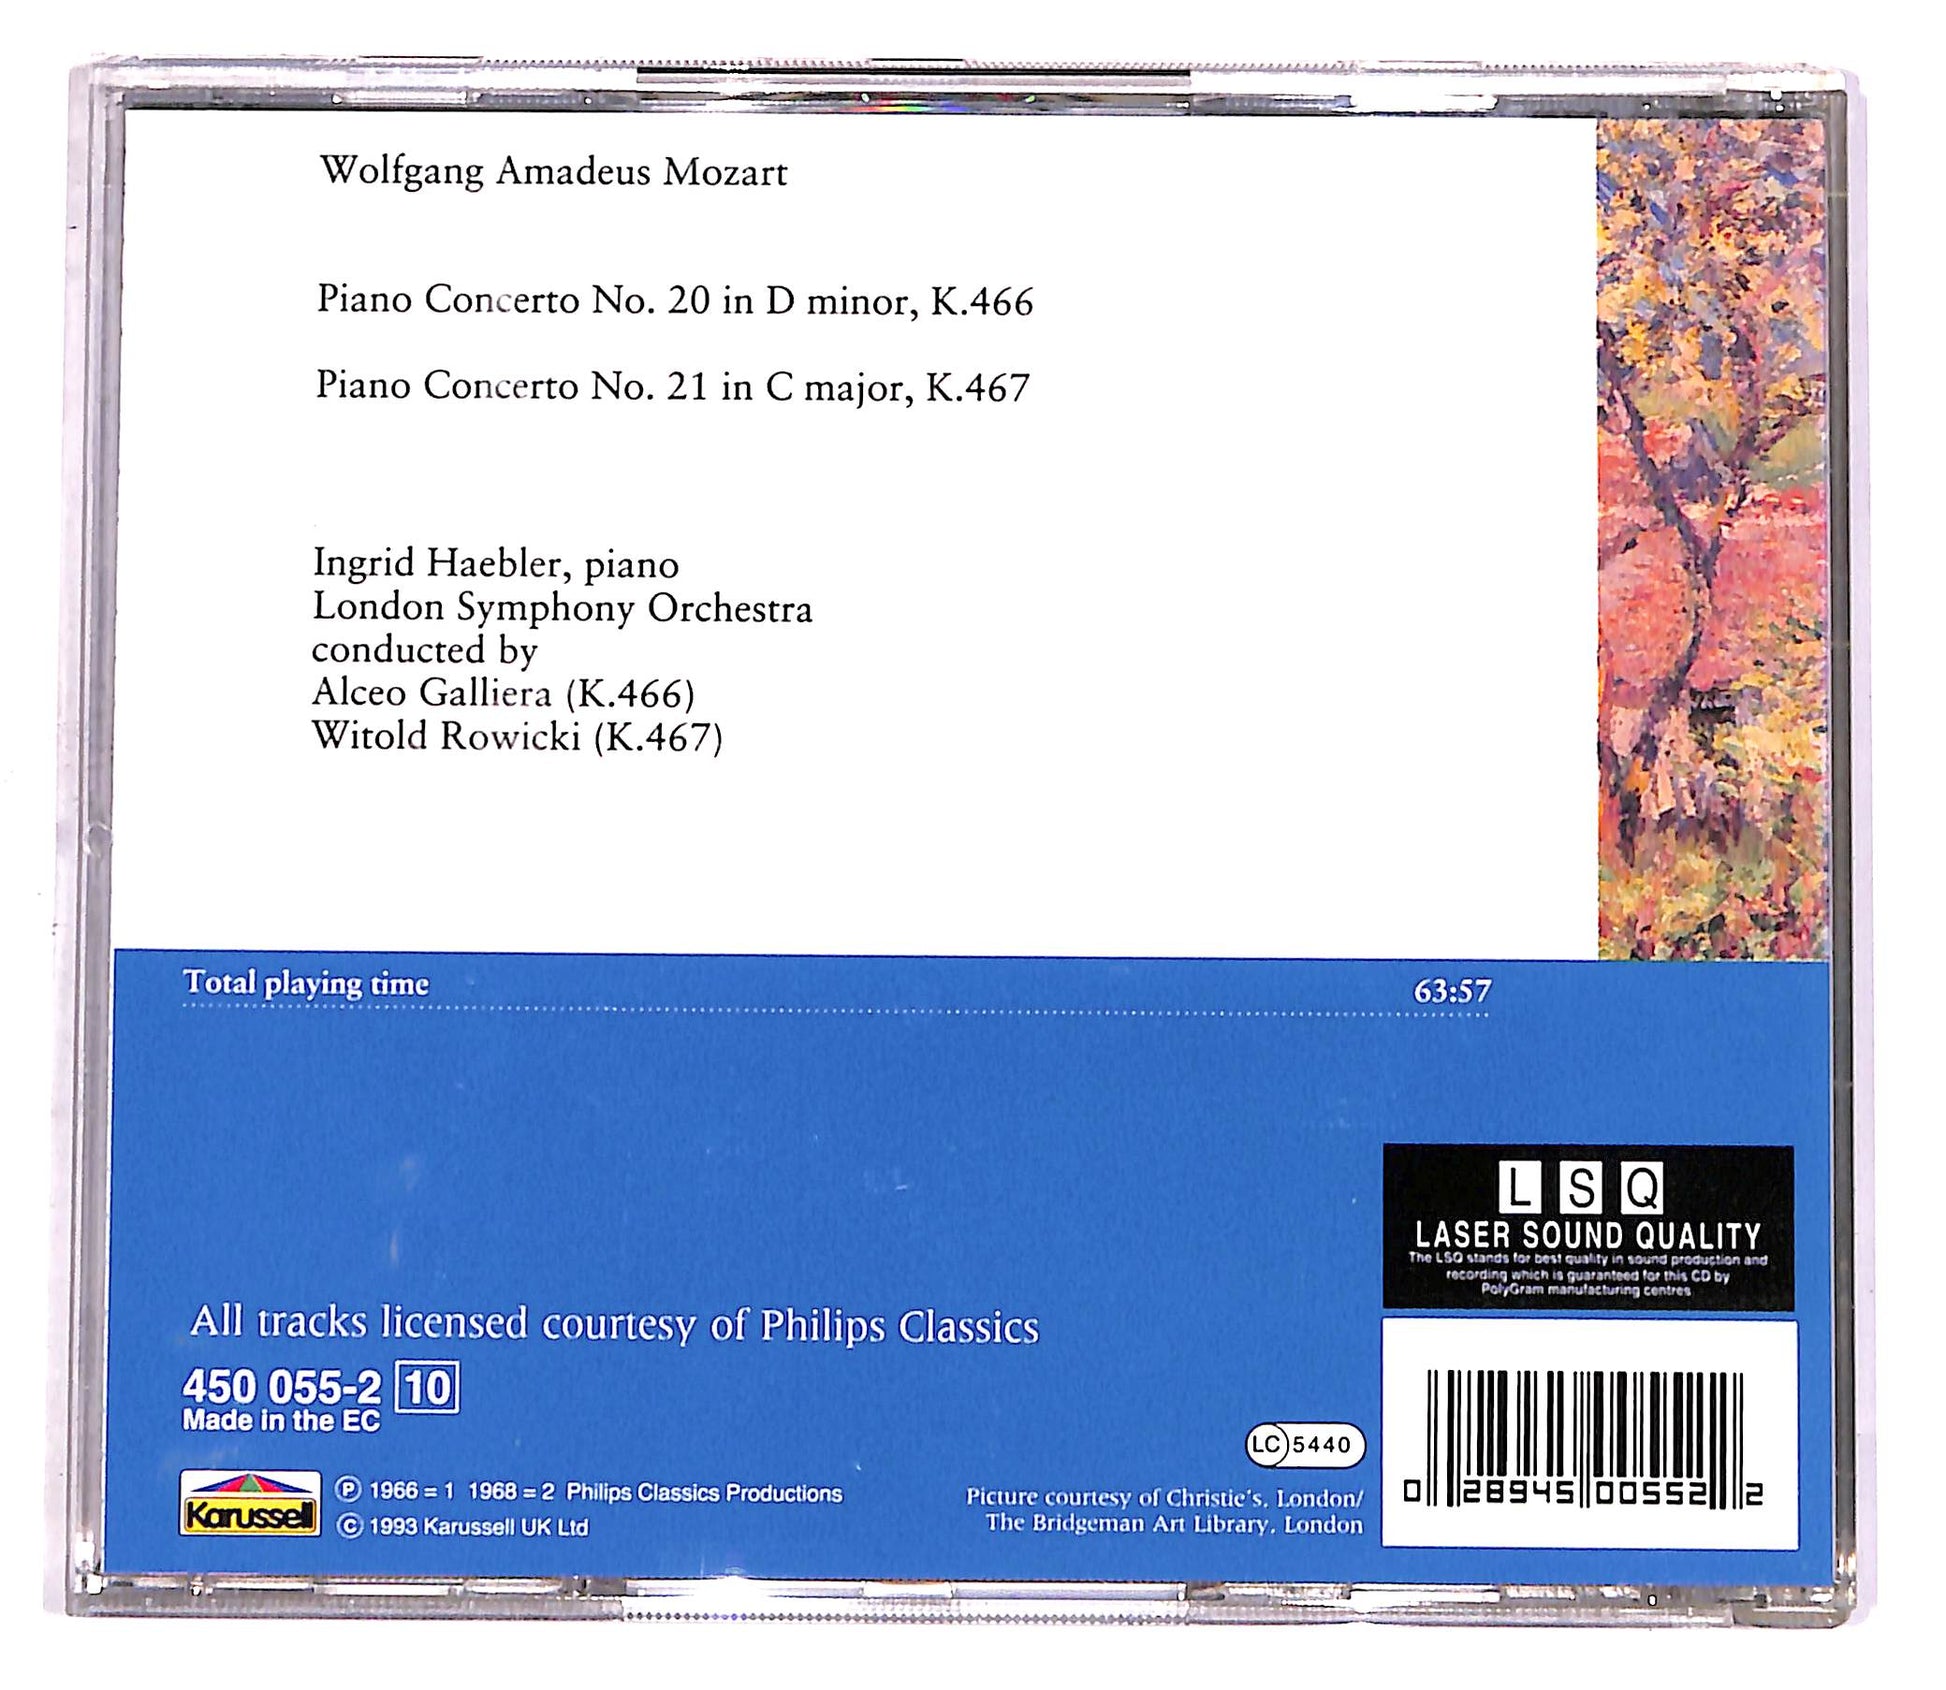 Wolfgang Amadeus Mozart
Piano Concerto No. 20 in D minor, K.466
Piano Concerto No. 21 in C major, K.467
Ingrid Haebler, piano
London Symphony Orchestra
conducted by
Alceo Galliera (K.466)
Witold Rowicki (K.467)
Total playing time 63:57
L S Q
LASER SOUND QUALITY
The LSQ stands for best quality in sound production and
recording which is guaranteed for this CD by
PolyGram manufacturing centres
All tracks licensed courtesy of Philips Classics
450 055-2 10
Made in the EC
LC 5440
Karussell
℗ 1966 = 1 1968 = 2 Philips Classics Productions
© 1993 Karussell UK Ltd
Picture courtesy of Christie's, London/
The Bridgeman Art Library, London
0 28945 00552 2